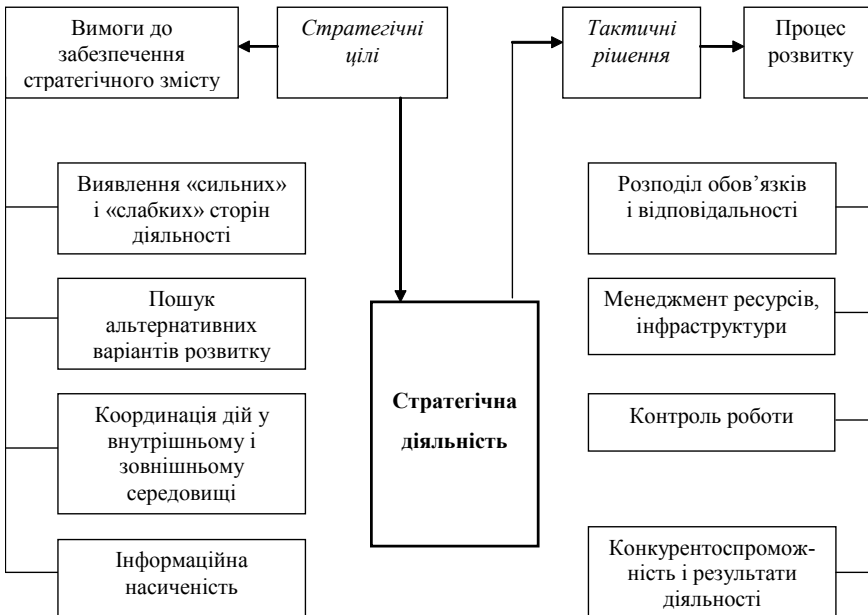 Вимоги до
забезпечення
стратегічного змісту
Стратегічні
цілі
Тактичні
рішення
Процес
розвитку
Виявлення «сильних»
і «слабких» сторін
діяльності
Пошук
альтернативних
варіантів розвитку
Координація дій у
внутрішньому і
зовнішньому
середовищі
Інформаційна
насиченість
Стратегічна
діяльність
Розподіл обов’язків
і відповідальності
Менеджмент ресурсів,
інфраструктури
Контроль роботи
Конкурентоспромож-
ність і результати
діяльності